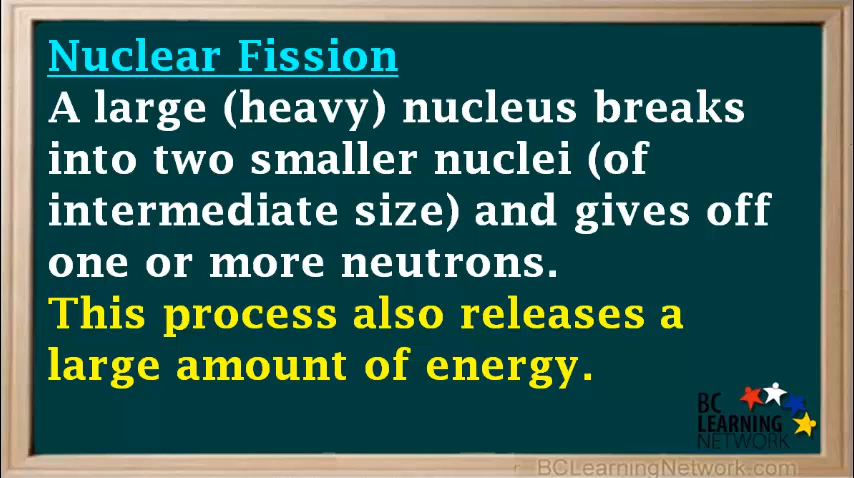 Nuclear Fission
A large (heavy) nucleus breaks
into two smaller nuclei (of
intermediate size) and gives off
one or more neutrons.
This process also releases a
large amount of energy.
BC
LEARNING
NETWORK
BCLearningNetwork.com